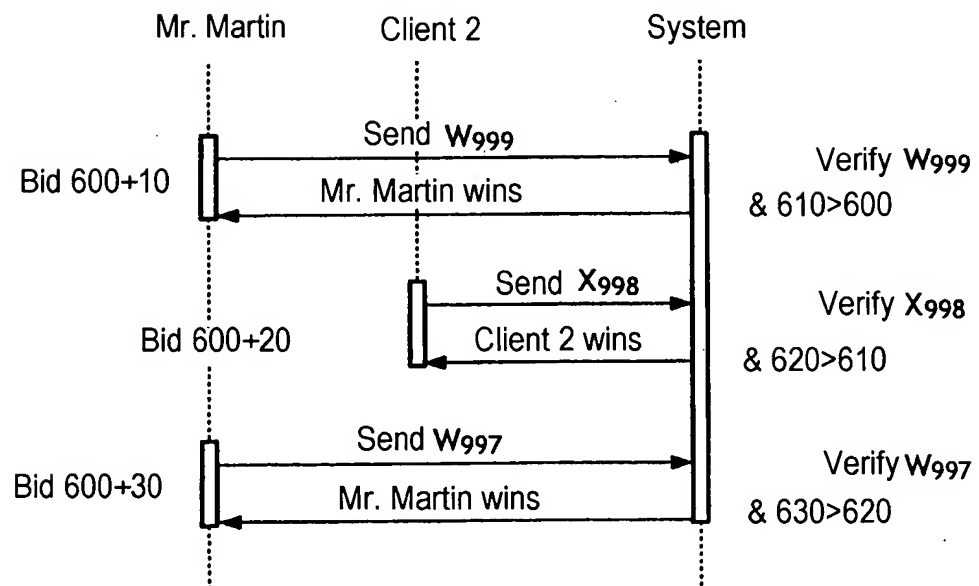 Mr. Martin Client 2 System
Send W999
Bid 600+10
Mr. Martin wins
Verify W999
& 610>600
Send X998
Bid 600+20
Client 2 wins
Verify X998
& 620>610
Send W997
Bid 600+30
Mr. Martin wins
Verify W997
& 630>620